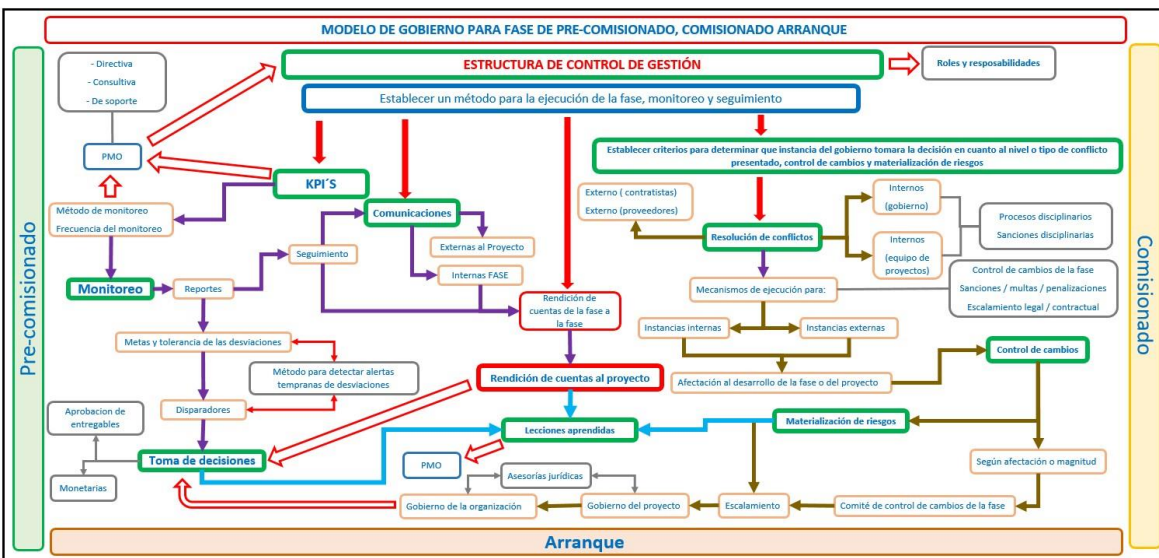 MODELO DE GOBIERNO PARA FASE DE PRE-COMISIONADO, COMISIONADO ARRANQUE
- Directiva
- Consultiva
- De soporte
ESTRUCTURA DE CONTROL DE GESTIÓN
Roles y resposabilidades
Establecer un método para la ejecución de la fase, monitoreo y seguimiento
PMO
Establecer criterios para determinar que instancia del gobierno tomara la decisión en cuanto al nivel o tipo de conflicto
presentado, control de cambios y materialización de riesgos
KPI´S
Método de monitoreo
Frecuencia del monitoreo
Comunicaciones
Externo ( contratistas)
Externo (proveedores)
Internos
(gobierno)
Procesos disciplinarios
Sanciones disciplinarias
Resolución de conflictos
Seguimiento
Externas al Proyecto
Internos
(equipo de
proyectos)
Internas FASE
Monitoreo
Reportes
Mecanismos de ejecución para:
Control de cambios de la fase
Sanciones / multas / penalizaciones
Escalamiento legal / contractual
Rendición de
cuentas de la fase a
la fase
Instancias internas
Instancias externas
Metas y tolerancia de las desviaciones
Control de cambios
Método para detectar alertas
tempranas de desviaciones
Rendición de cuentas al proyecto
Afectación al desarrollo de la fase o del proyecto
Disparadores
Aprobacion de
entregables
Lecciones aprendidas
Materialización de riesgos
Toma de decisiones
PMO
Según afectación o magnitud
Asesorías jurídicas
Monetarias
Gobierno de la organización
Gobierno del proyecto
Escalamiento
Comité de control de cambios de la fase
Arranque
Pre-comisionado
Comisionado